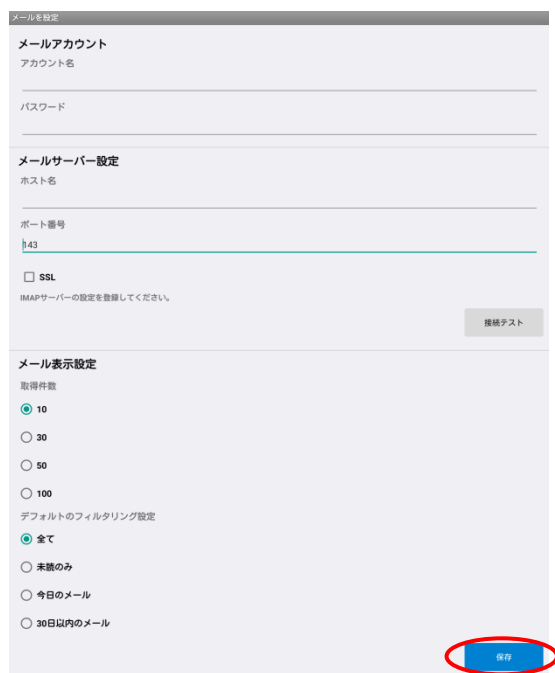 メールを設定
メールアカウント
アカウント名
パスワード
メールサーバー設定
ホスト名
ポート番号
143
SSL
IMAPサーバーの設定を登録してください。
接続テスト
メール表示設定
取得件数
10
30
50
100
デフォルトのフィルタリング設定
全て
未読のみ
今日のメール
30日以内のメール
保存